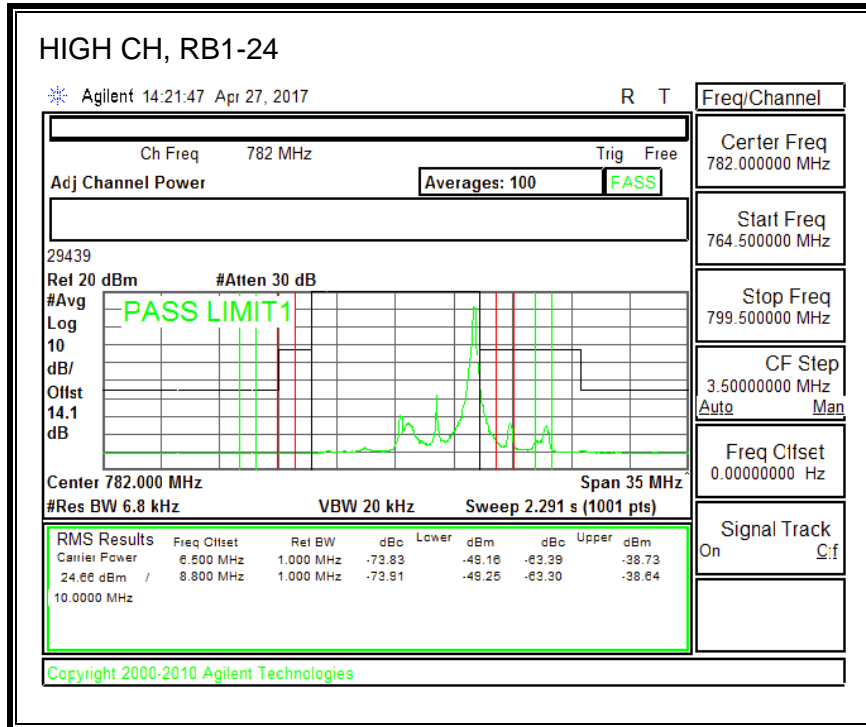 HIGH CH, RB1-24
Agilent 14:21:47 Apr 27, 2017 R T
Freq/Channel
Ch Freq 782 MHz Trig Free
Adj Channel Power Averages: 100 PASS
29439
Ref 20 dBm #Atten 30 dB
#Avg
Log
10
dB/
Offst
14.1
dB
PASS LIMIT1
Center 782.000 MHz Span 35 MHz
#Res BW 6.8 kHz VBW 20 kHz Sweep 2.291 s (1001 pts)
RMS Results Freq Offset Ref BW dBc Lower dBm dBc Upper dBm
Carrier Power 6.500 MHz 1.000 MHz -73.83 -49.16 -63.39 -38.73
24.66 dBm / 8.800 MHz 1.000 MHz -73.91 -49.25 -63.30 -38.64
10.0000 MHz
Center Freq
782.000000 MHz
Start Freq
764.500000 MHz
Stop Freq
799.500000 MHz
CF Step
3.50000000 MHz
Auto Man
Freq Offset
0.00000000 Hz
Signal Track
On Off
Copyright 2000-2010 Agilent Technologies